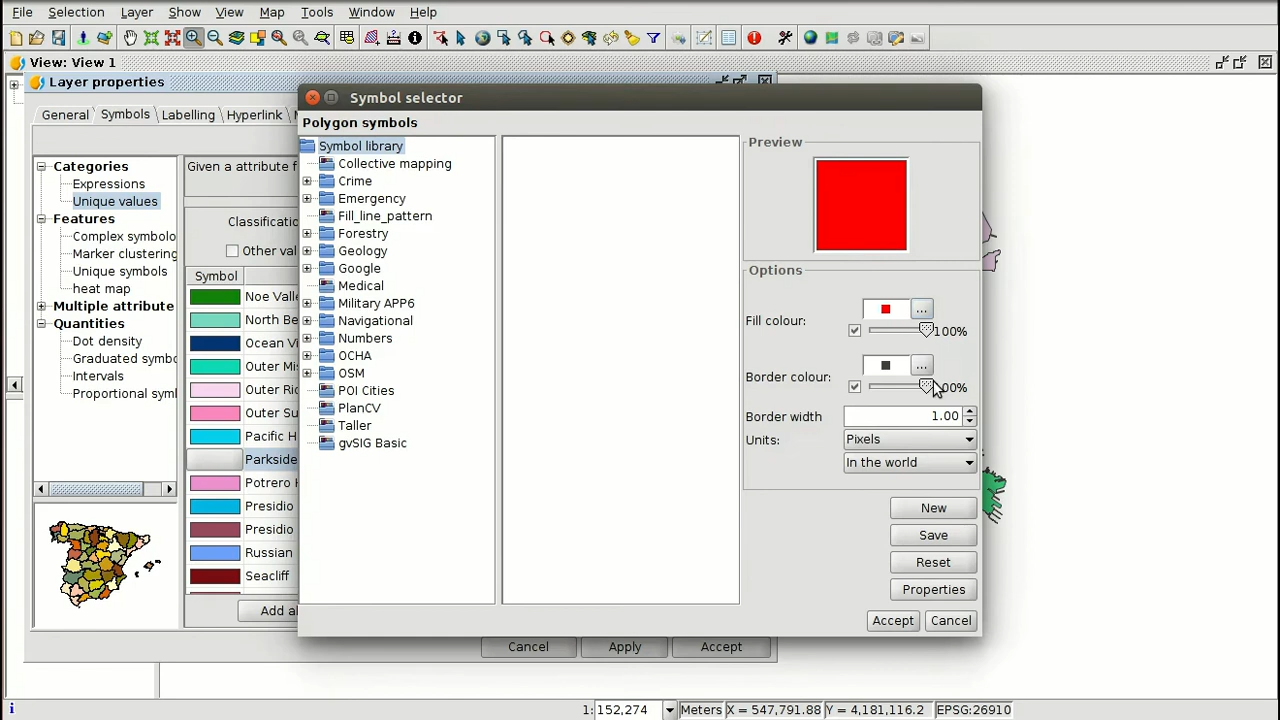 File Selection Layer Show View Map Tools Window Help
View: View 1
Layer properties
General Symbols Labelling Hyperlink
Categories
Expressions
Unique values
Features
Complex symbolo
Marker clustering
Unique symbols
heat map
Multiple attribute
Quantities
Dot density
Graduated symbo
Intervals
Proportional sym
Given a attribute f
Classification
Other val
Symbol
Noe Valle
North Be
Ocean Vi
Outer Mis
Outer Ric
Outer Su
Pacific H
Parkside
Potrero H
Presidio
Presidio
Russian
Seacliff
Add al
Cancel Apply Accept
Symbol selector
Polygon symbols
Symbol library
Collective mapping
Crime
Emergency
Fill_line_pattern
Forestry
Geology
Google
Medical
Military APP6
Navigational
Numbers
OCHA
OSM
POI Cities
PlanCV
Taller
gvSIG Basic
Preview
Options
Fill colour: ...
100%
Border colour: ...
00%
Border width 1.00
Units: Pixels
In the world
New
Save
Reset
Properties
Accept Cancel
1: 152,274 Meters X = 547,791.88 Y = 4,181,116.2 EPSG:26910